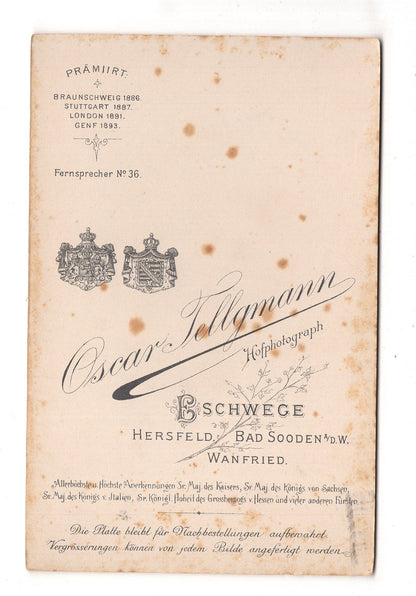 PRÄMIIRT:
BRAUNSCHWEIG 1886.
STUTTGART 1887.
LONDON 1891.
GENF 1893.
Fernsprecher No 36.
Oscar Tellgmann
Hofphotograph
ESCHWEGE
HERSFELD. BAD SOODEN A/D.W.
WANFRIED.
Allerhöchste u. Höchste Anerkennungen Sr. Maj. des Kaisers, Sr. Maj. des Königs von Sachsen,
Sr. Maj. des Königs v. Italien, Sr. Königl. Hoheit des Grossherzogs v. Hessen und vieler anderen Fürsten.
Die Platte bleibt für Nachbestellungen aufbewahrt.
Vergrösserungen können von jedem Bilde angefertigt werden.